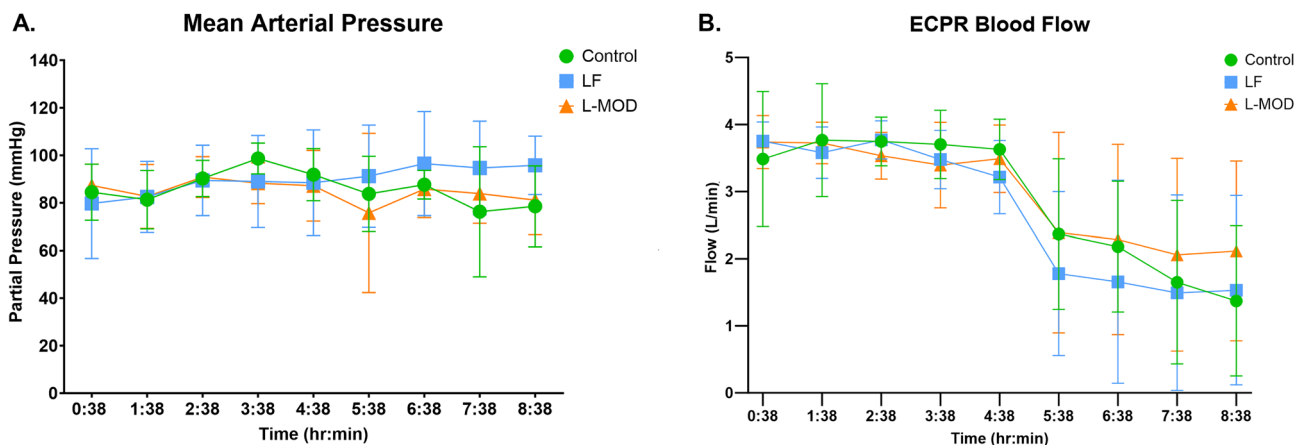 A.
Mean Arterial Pressure
Control
LF
L-MOD
Partial Pressure (mmHg)
140
120
100
80
60
40
20
0
0:38 1:38 2:38 3:38 4:38 5:38 6:38 7:38 8:38
Time (hr:min)
B.
ECPR Blood Flow
Control
LF
L-MOD
Flow (L/min)
5
4
3
2
1
0
0:38 1:38 2:38 3:38 4:38 5:38 6:38 7:38 8:38
Time (hr:min)